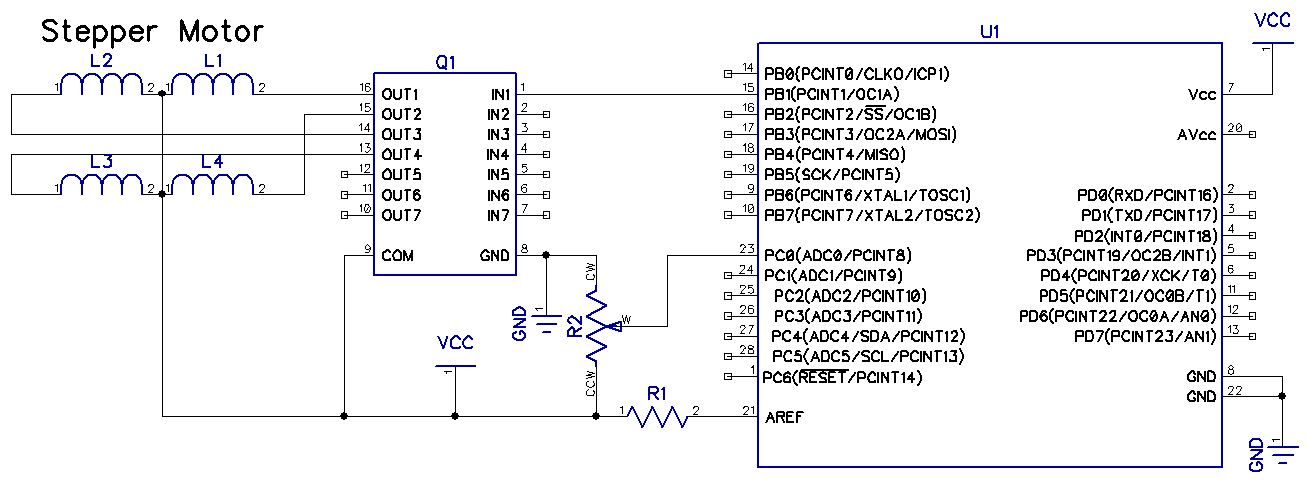 Stepper Motor
VCC
1
U1
L2
L1
Q1
1 2 1 2
16 OUT1
15 OUT2
14 OUT3
13 OUT4
12 OUT5
11 OUT6
10 OUT7
9 COM
IN1 1
IN2 2
IN3 3
IN4 4
IN5 5
IN6 6
IN7 7
GND 8
L3
L4
1 2 1 2
14 PB0(PCINT0/CLKO/ICP1)
15 PB1(PCINT1/OC1A)
16 PB2(PCINT2/SS/OC1B)
17 PB3(PCINT3/OC2A/MOSI)
18 PB4(PCINT4/MISO)
19 PB5(SCK/PCINT5)
9 PB6(PCINT6/XTAL1/TOSC1)
10 PB7(PCINT7/XTAL2/TOSC2)
23 PC0(ADC0/PCINT8)
24 PC1(ADC1/PCINT9)
25 PC2(ADC2/PCINT10)
26 PC3(ADC3/PCINT11)
27 PC4(ADC4/SDA/PCINT12)
28 PC5(ADC5/SCL/PCINT13)
1 PC6(RESET/PCINT14)
21 AREF
Vcc 7
AVcc 20
PD0(RXD/PCINT16) 2
PD1(TXD/PCINT17) 3
PD2(INT0/PCINT18) 4
PD3(PCINT19/OC2B/INT1) 5
PD4(PCINT20/XCK/T0) 6
PD5(PCINT21/OC0B/T1) 11
PD6(PCINT22/OC0A/AN0) 12
PD7(PCINT23/AN1) 13
GND 8
GND 22
GND
1
CW
R2
W
CCW
VCC
1
R1
1 2
GND
1